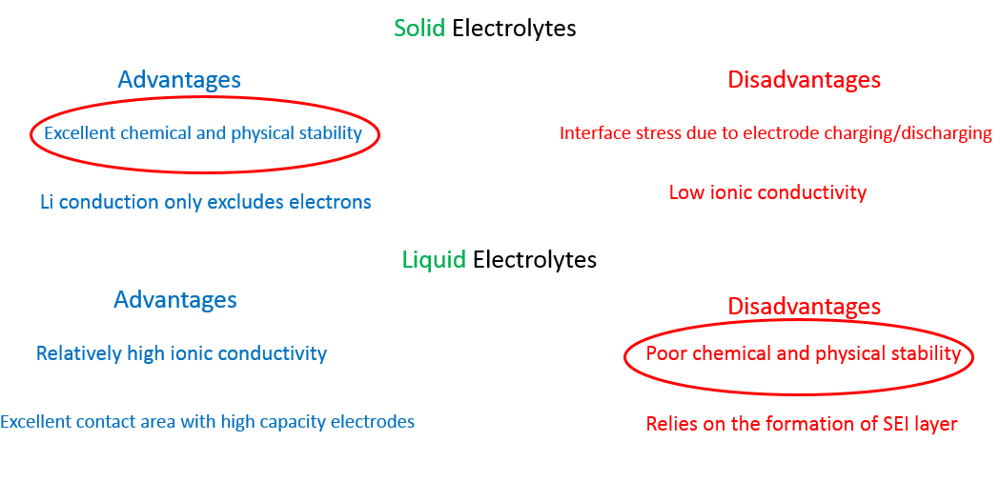 Solid Electrolytes
Advantages
Disadvantages
Excellent chemical and physical stability
Interface stress due to electrode charging/discharging
Li conduction only excludes electrons
Low ionic conductivity
Liquid Electrolytes
Advantages
Disadvantages
Relatively high ionic conductivity
Poor chemical and physical stability
Excellent contact area with high capacity electrodes
Relies on the formation of SEI layer